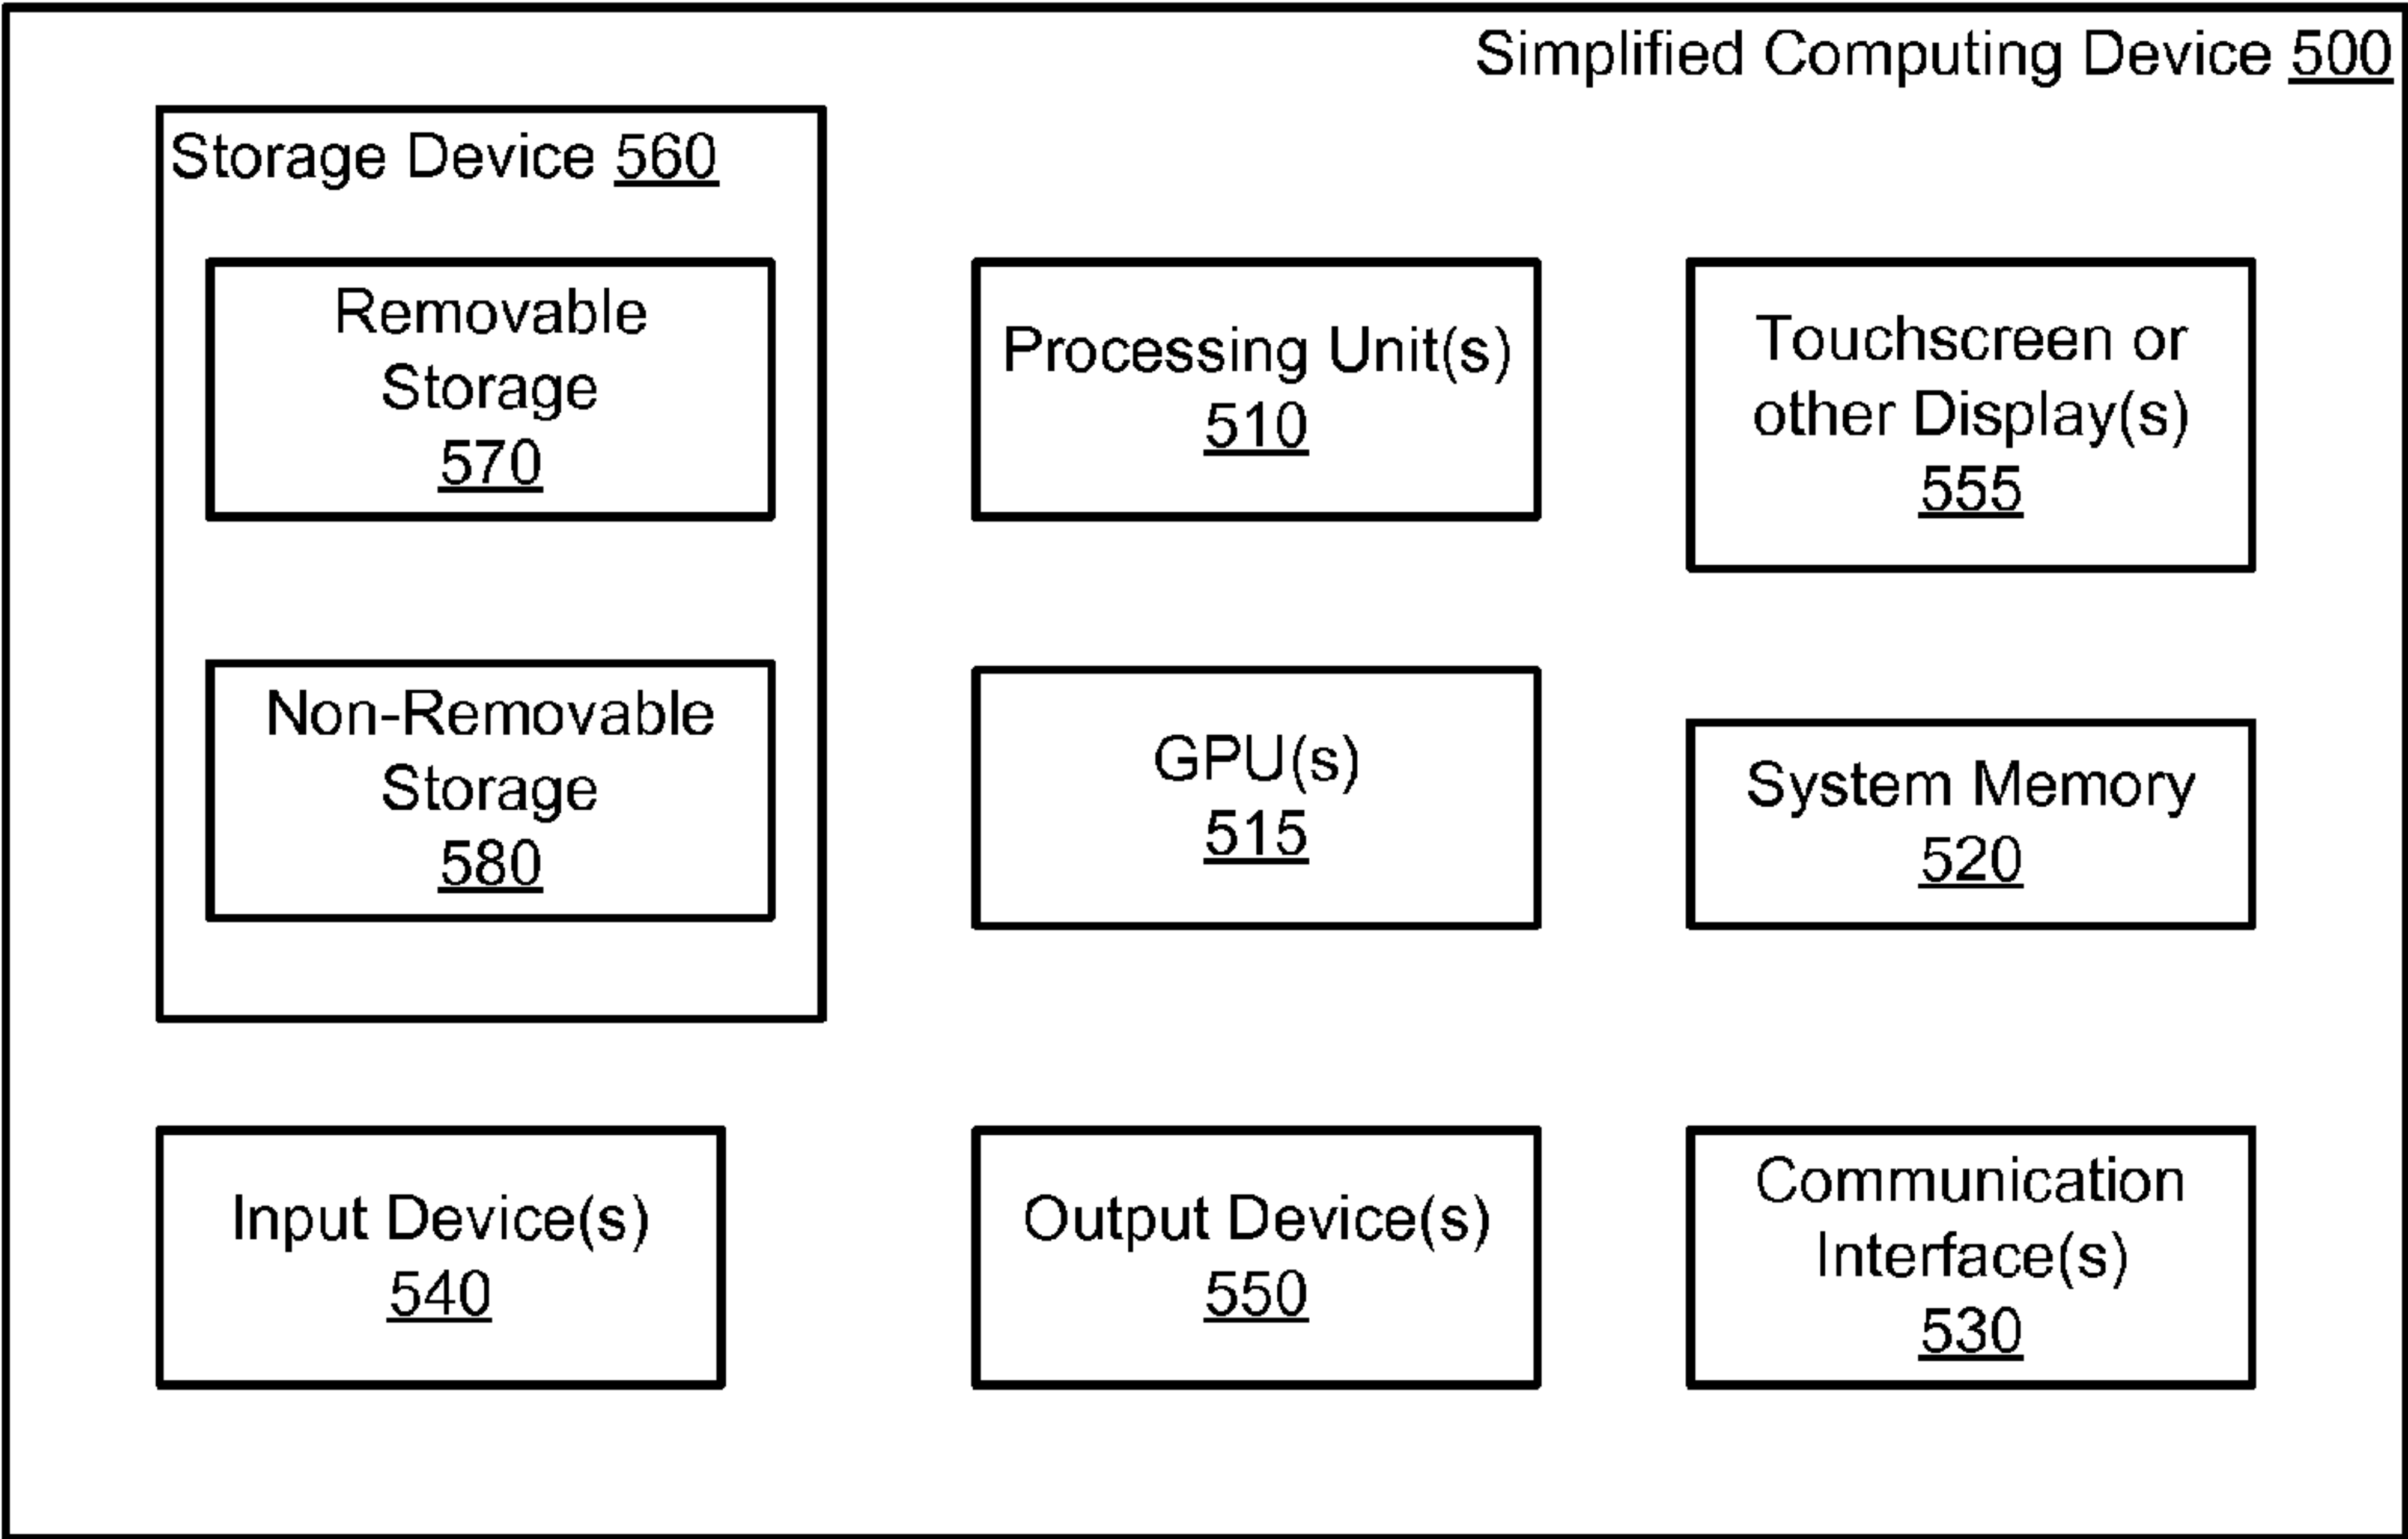 Simplified Computing Device 500
Storage Device 560
Removable
Storage
570
Processing Unit(s)
510
Touchscreen or
other Display(s)
555
Non-Removable
Storage
580
GPU(s)
515
System Memory
520
Input Device(s)
540
Output Device(s)
550
Communication
Interface(s)
530